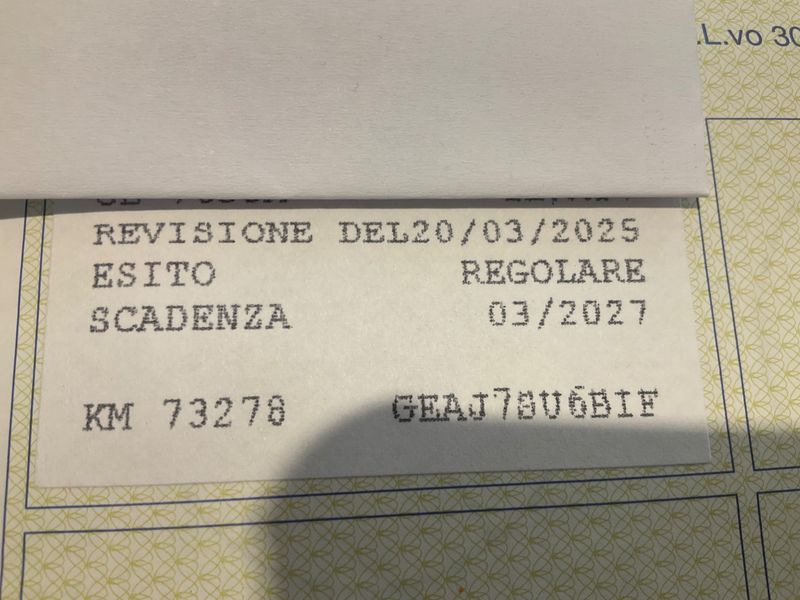 .L.vo 30
REVISIONE DEL20/03/2025
ESITO REGOLARE
SCADENZA 03/2027
KM 73278 GEAJ78U6BIF